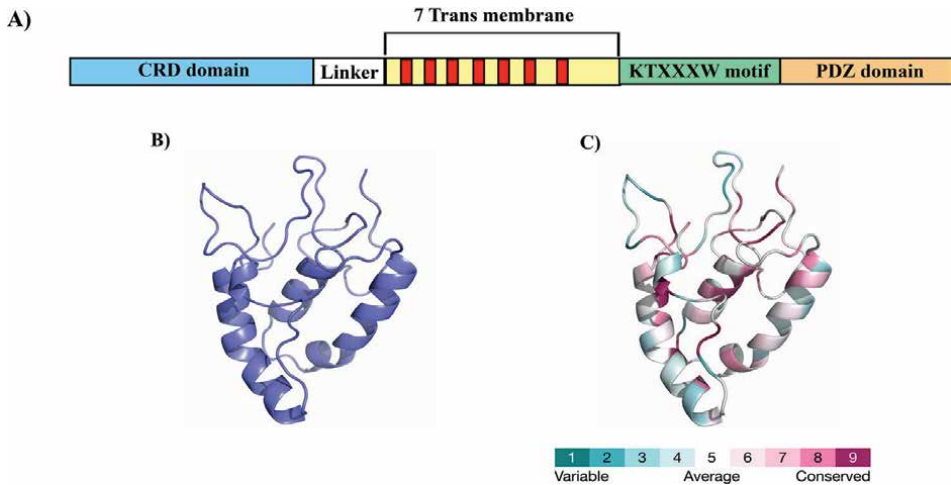 A)
7 Trans membrane
CRD domain Linker KTXXXW motif PDZ domain
B) C)
1 2 3 4 5 6 7 8 9
Variable Average Conserved